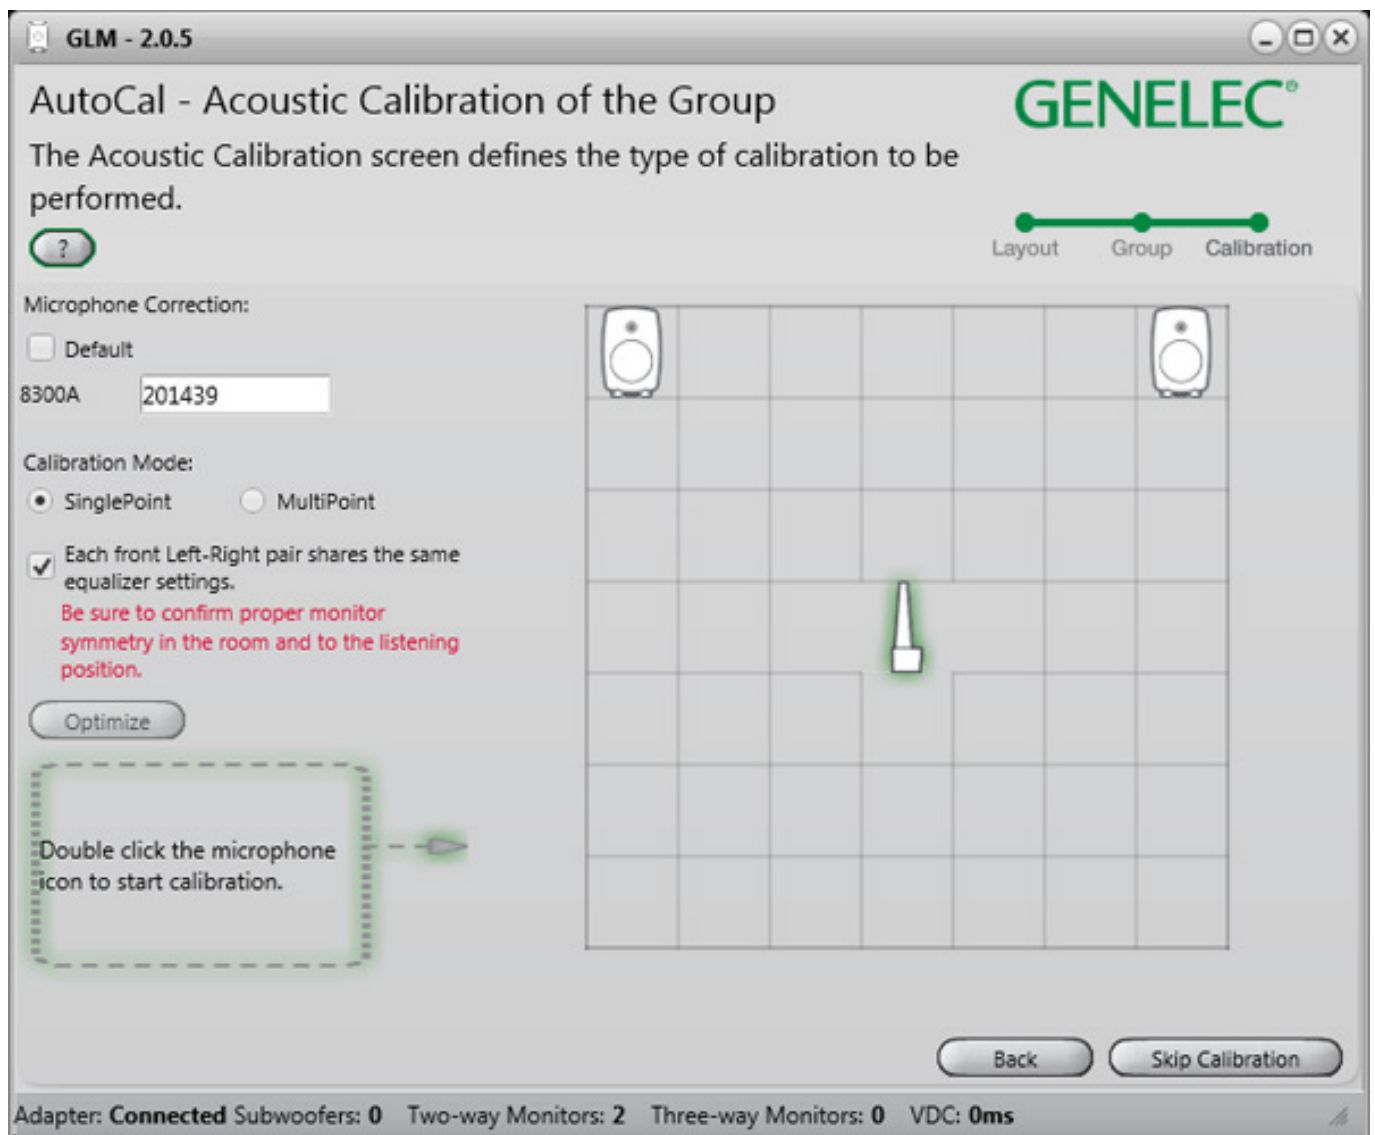 GLM - 2.0.5
AutoCal - Acoustic Calibration of the Group
GENELEC®
The Acoustic Calibration screen defines the type of calibration to be
performed.
?
Layout Group Calibration
Microphone Correction:
Default
8300A 201439
Calibration Mode:
SinglePoint MultiPoint
Each front Left-Right pair shares the same
equalizer settings.
Be sure to confirm proper monitor
symmetry in the room and to the listening
position.
Optimize
Double click the microphone
icon to start calibration.
Back Skip Calibration
Adapter: Connected Subwoofers: 0 Two-way Monitors: 2 Three-way Monitors: 0 VDC: 0ms